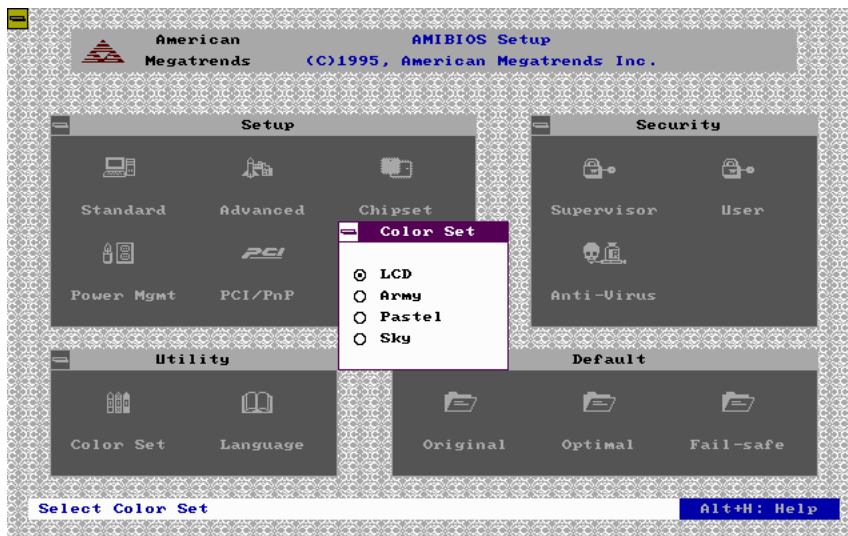 American Megatrends
AMIBIOS Setup
(C)1995, American Megatrends Inc.
Setup
Standard Advanced Chipset
Power Mgmt PCI PCI/PnP
Security
Supervisor User
Anti-Virus
Color Set
LCD
Army
Pastel
Sky
Utility
Color Set Language
Default
Original Optimal Fail-safe
Select Color Set
Alt+H: Help